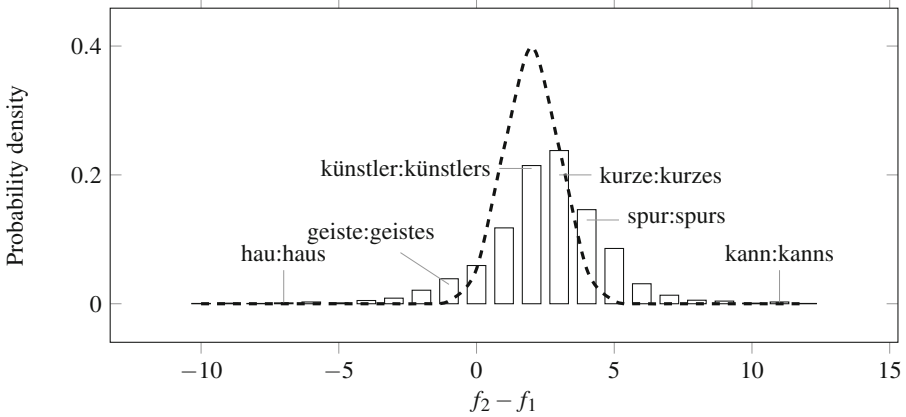 0.4
0.2
0
Probability density
künstler:künstlers
kurze:kurzes
spur:spurs
geiste:geistes
hau:haus
kann:kanns
−10 −5 0 5 10 15
f₂ − f₁